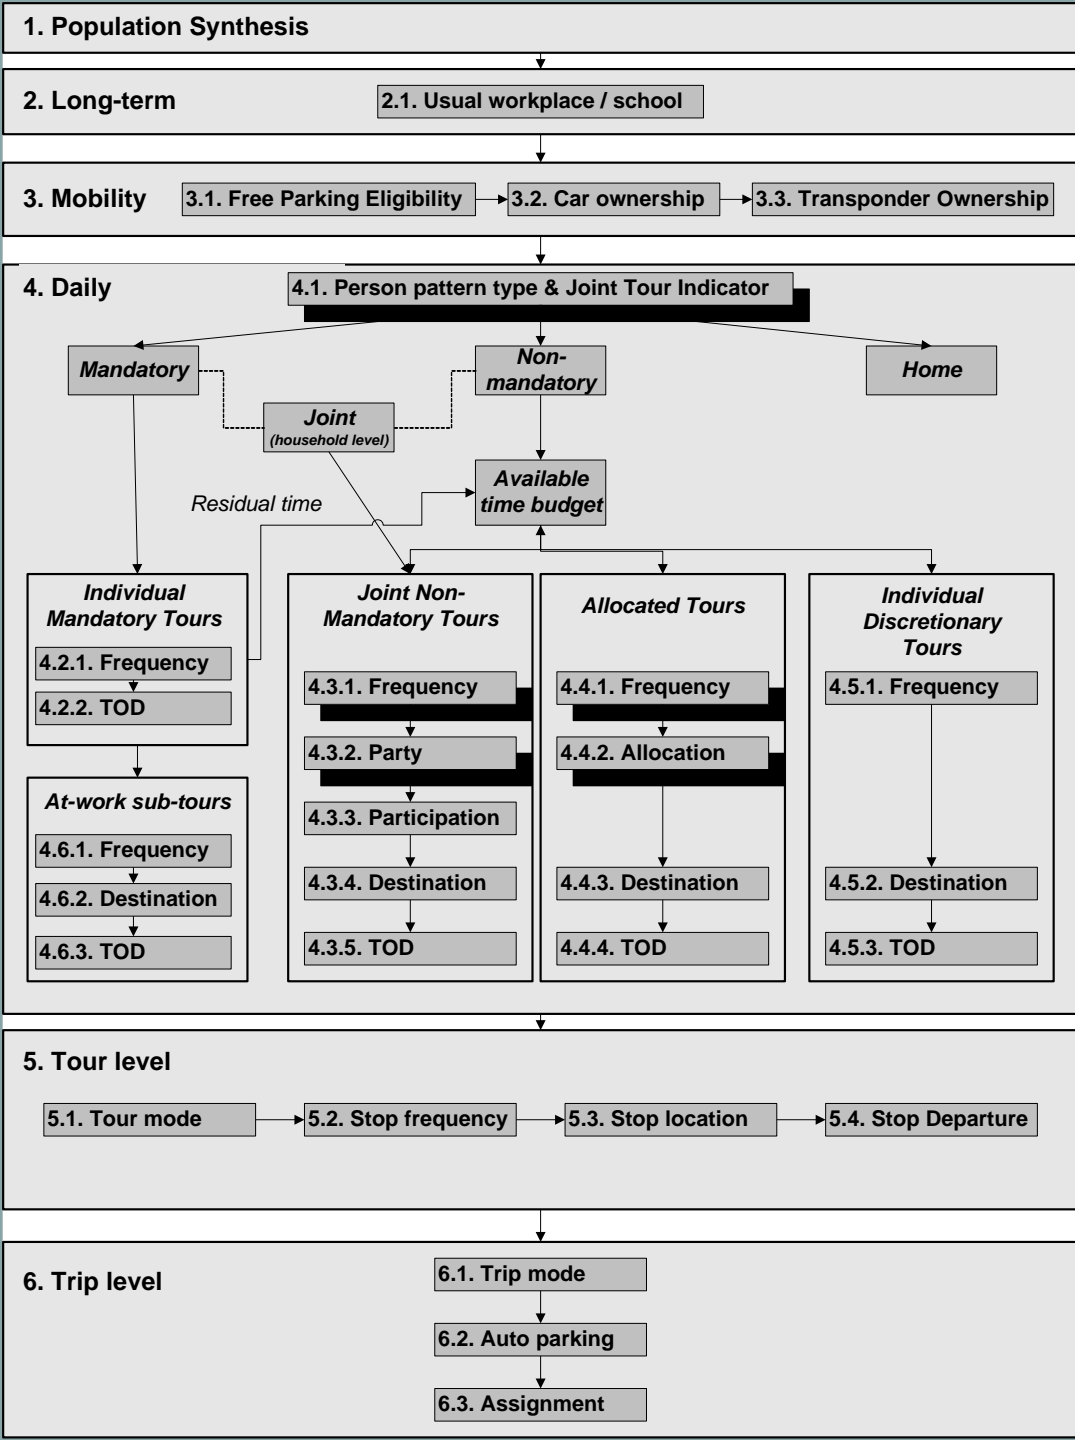 1. Population Synthesis
2. Long-term
2.1. Usual workplace / school
3. Mobility
3.1. Free Parking Eligibility
3.2. Car ownership
3.3. Transponder Ownership
4. Daily
4.1. Person pattern type & Joint Tour Indicator
Mandatory
Non-
mandatory
Home
Joint
(household level)
Residual time
Available
time budget
Individual
Mandatory Tours
4.2.1. Frequency
4.2.2. TOD
At-work sub-tours
4.6.1. Frequency
4.6.2. Destination
4.6.3. TOD
Joint Non-
Mandatory Tours
4.3.1. Frequency
4.3.2. Party
4.3.3. Participation
4.3.4. Destination
4.3.5. TOD
Allocated Tours
4.4.1. Frequency
4.4.2. Allocation
4.4.3. Destination
4.4.4. TOD
Individual
Discretionary
Tours
4.5.1. Frequency
4.5.2. Destination
4.5.3. TOD
5. Tour level
5.1. Tour mode
5.2. Stop frequency
5.3. Stop location
5.4. Stop Departure
6. Trip level
6.1. Trip mode
6.2. Auto parking
6.3. Assignment